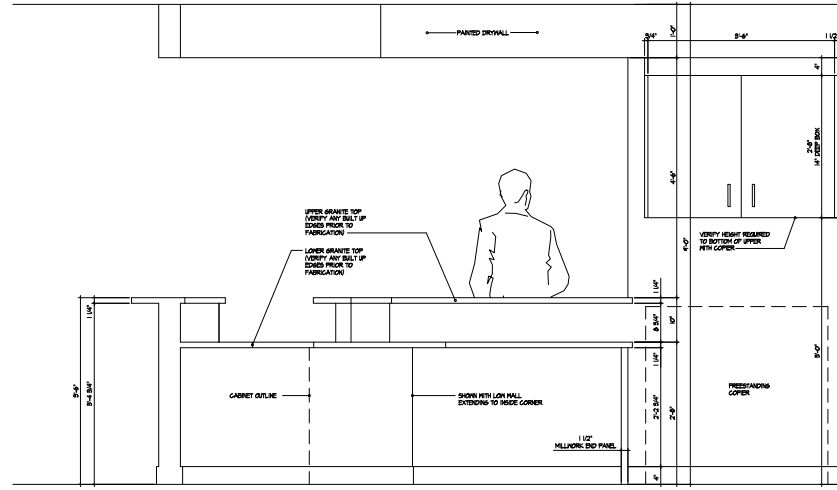 PAINTED DRYWALL
1'-0"
3/4"
5'-6"
1 1/2"
4"
2'-8"
14" DEEP BOX
4'-6"
VERIFY HEIGHT REQUIRED
TO BOTTOM OF UPPER
WITH COPIER
UPPER GRANITE TOP
(VERIFY ANY BUILT UP
EDGES PRIOR TO
FABRICATION)
LOWER GRANITE TOP
(VERIFY ANY BUILT UP
EDGES PRIOR TO
FABRICATION)
1 1/4"
1 1/4"
8 3/4"
10"
1 1/4"
3'-6"
3'-4 3/4"
5'-0"
CABINET OUTLINE
SHOWN WITH LOW WALL
EXTENDING TO INSIDE CORNER
FREESTANDING
COPIER
2'-2 3/4"
2'-8"
1 1/2"
MILLWORK END PANEL
4"